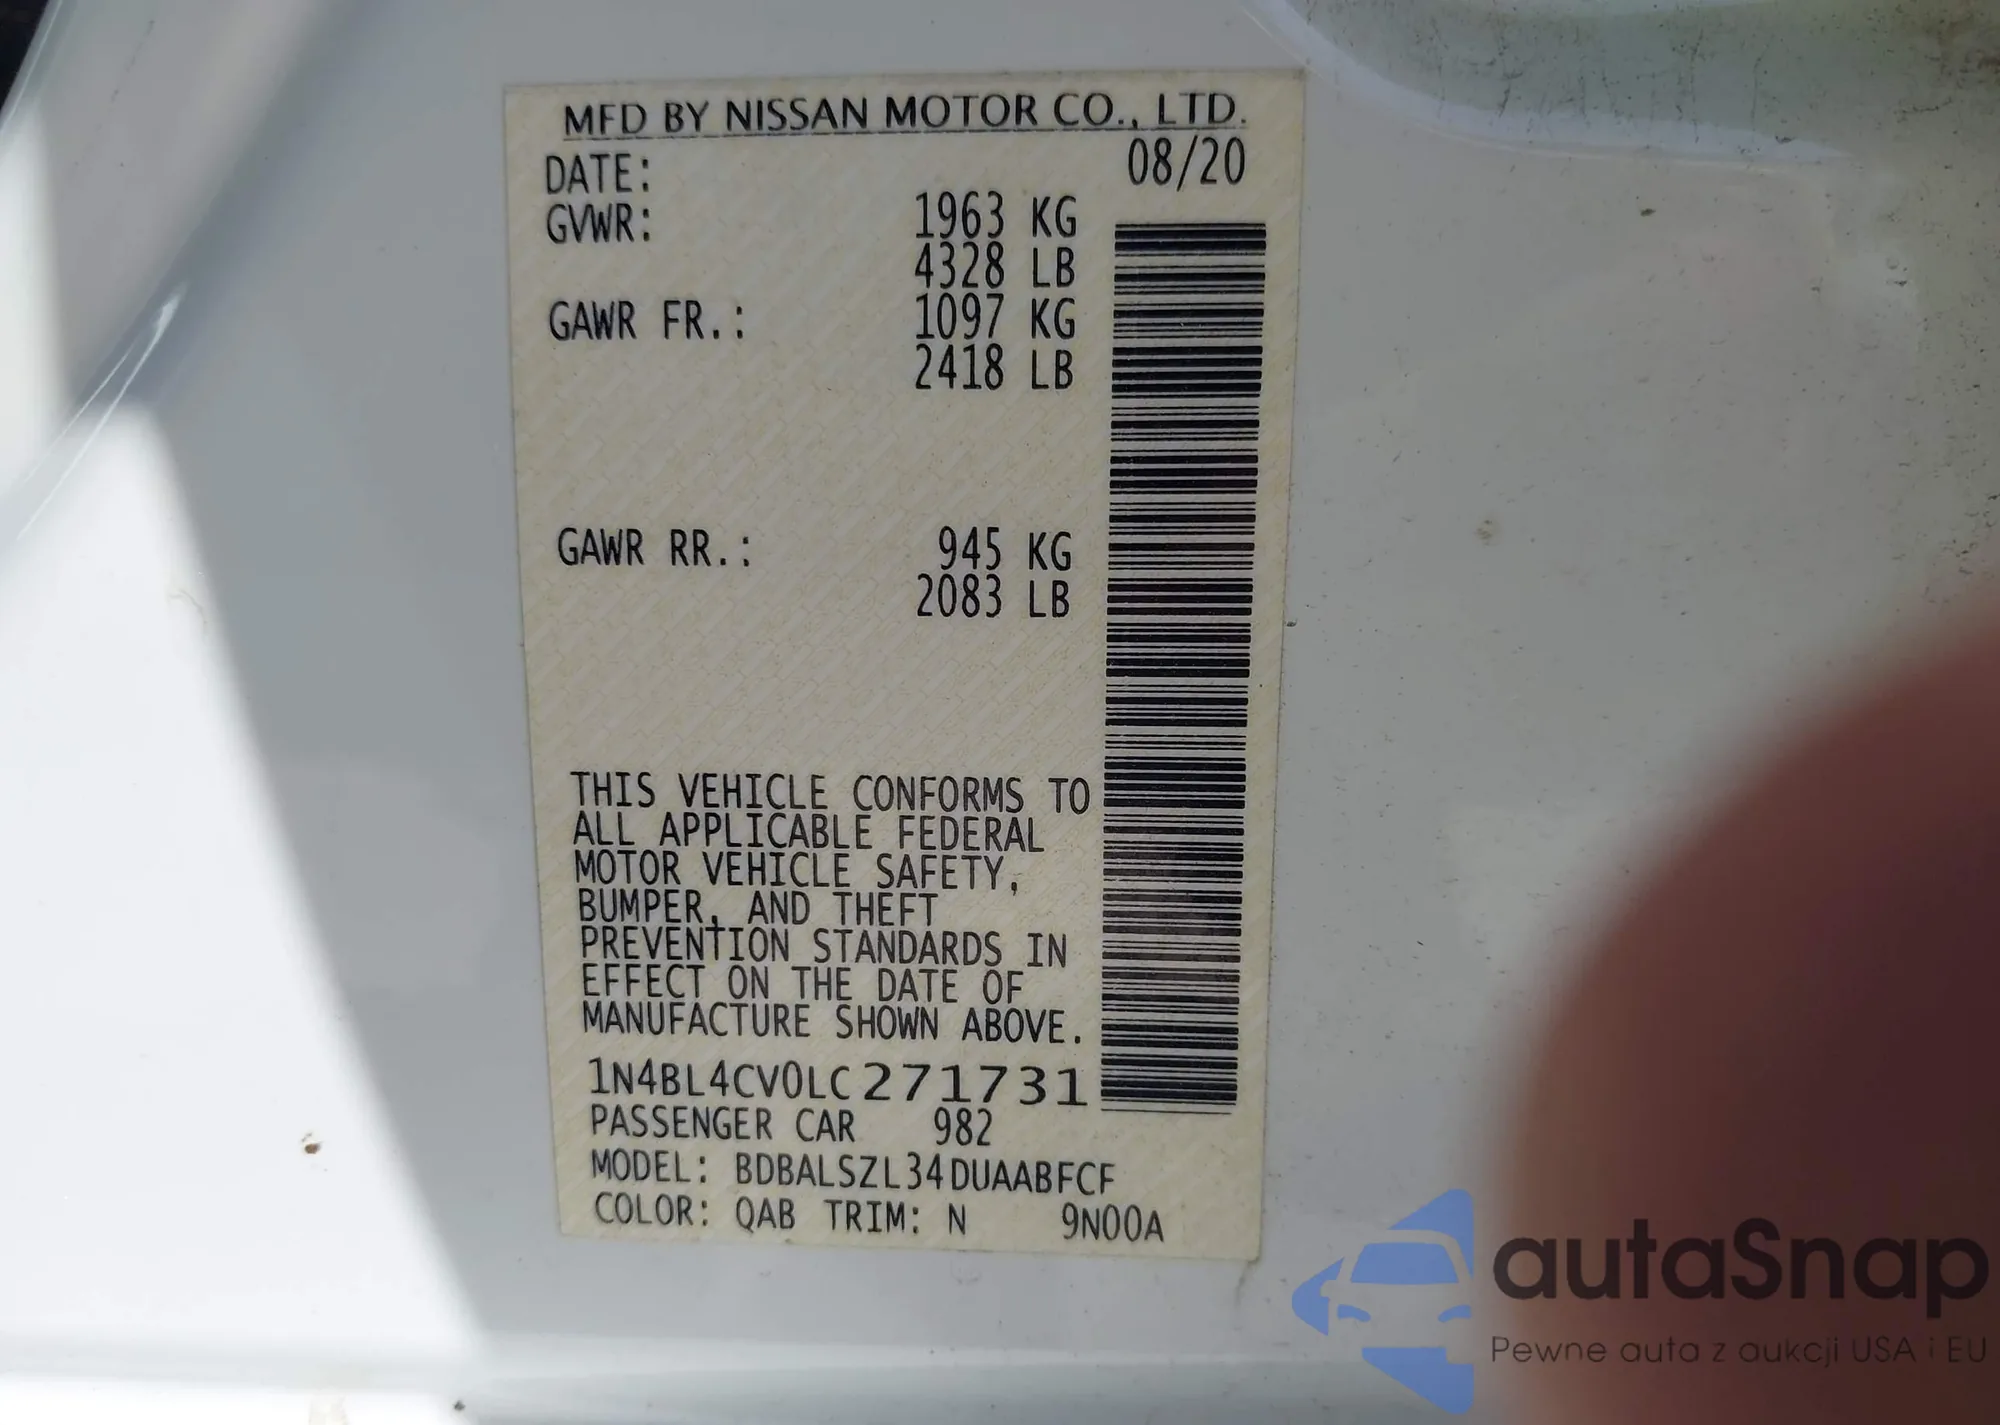 MFD BY NISSAN MOTOR CO., LTD.
DATE: 08/20
GVWR: 1963 KG
4328 LB
GAWR FR.: 1097 KG
2418 LB
GAWR RR.: 945 KG
2083 LB
THIS VEHICLE CONFORMS TO
ALL APPLICABLE FEDERAL
MOTOR VEHICLE SAFETY,
BUMPER, AND THEFT
PREVENTION STANDARDS IN
EFFECT ON THE DATE OF
MANUFACTURE SHOWN ABOVE.
1N4BL4CV0LC271731
PASSENGER CAR 982
MODEL: BDBALSZL34DUAABFCF
COLOR: QAB TRIM: N 9N00A
autaSnap
Pewne auta z aukcji USA i EU